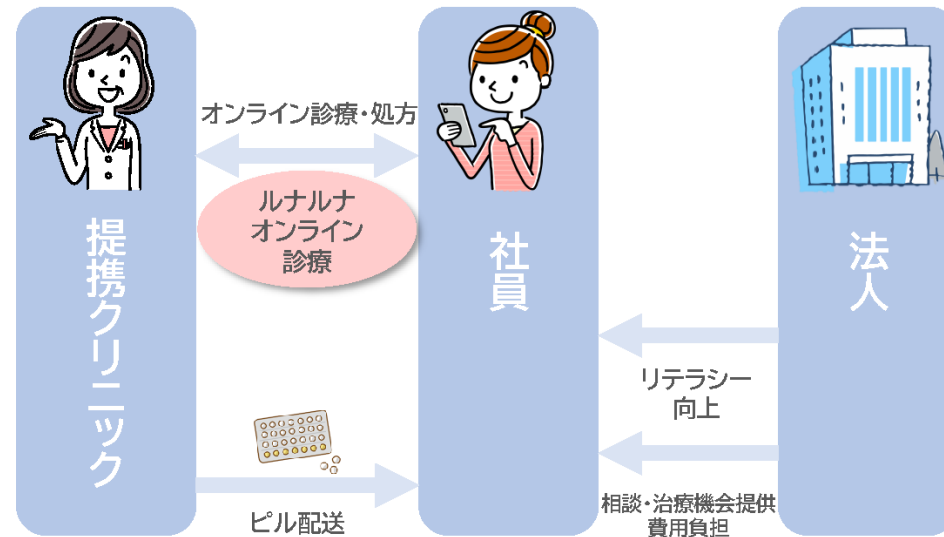 オンライン診療・処方
ルナルナ
オンライン
診療
提携クリニック
社員
法人
リテラシー
向上
ピル配送
相談・治療機会提供
費用負担